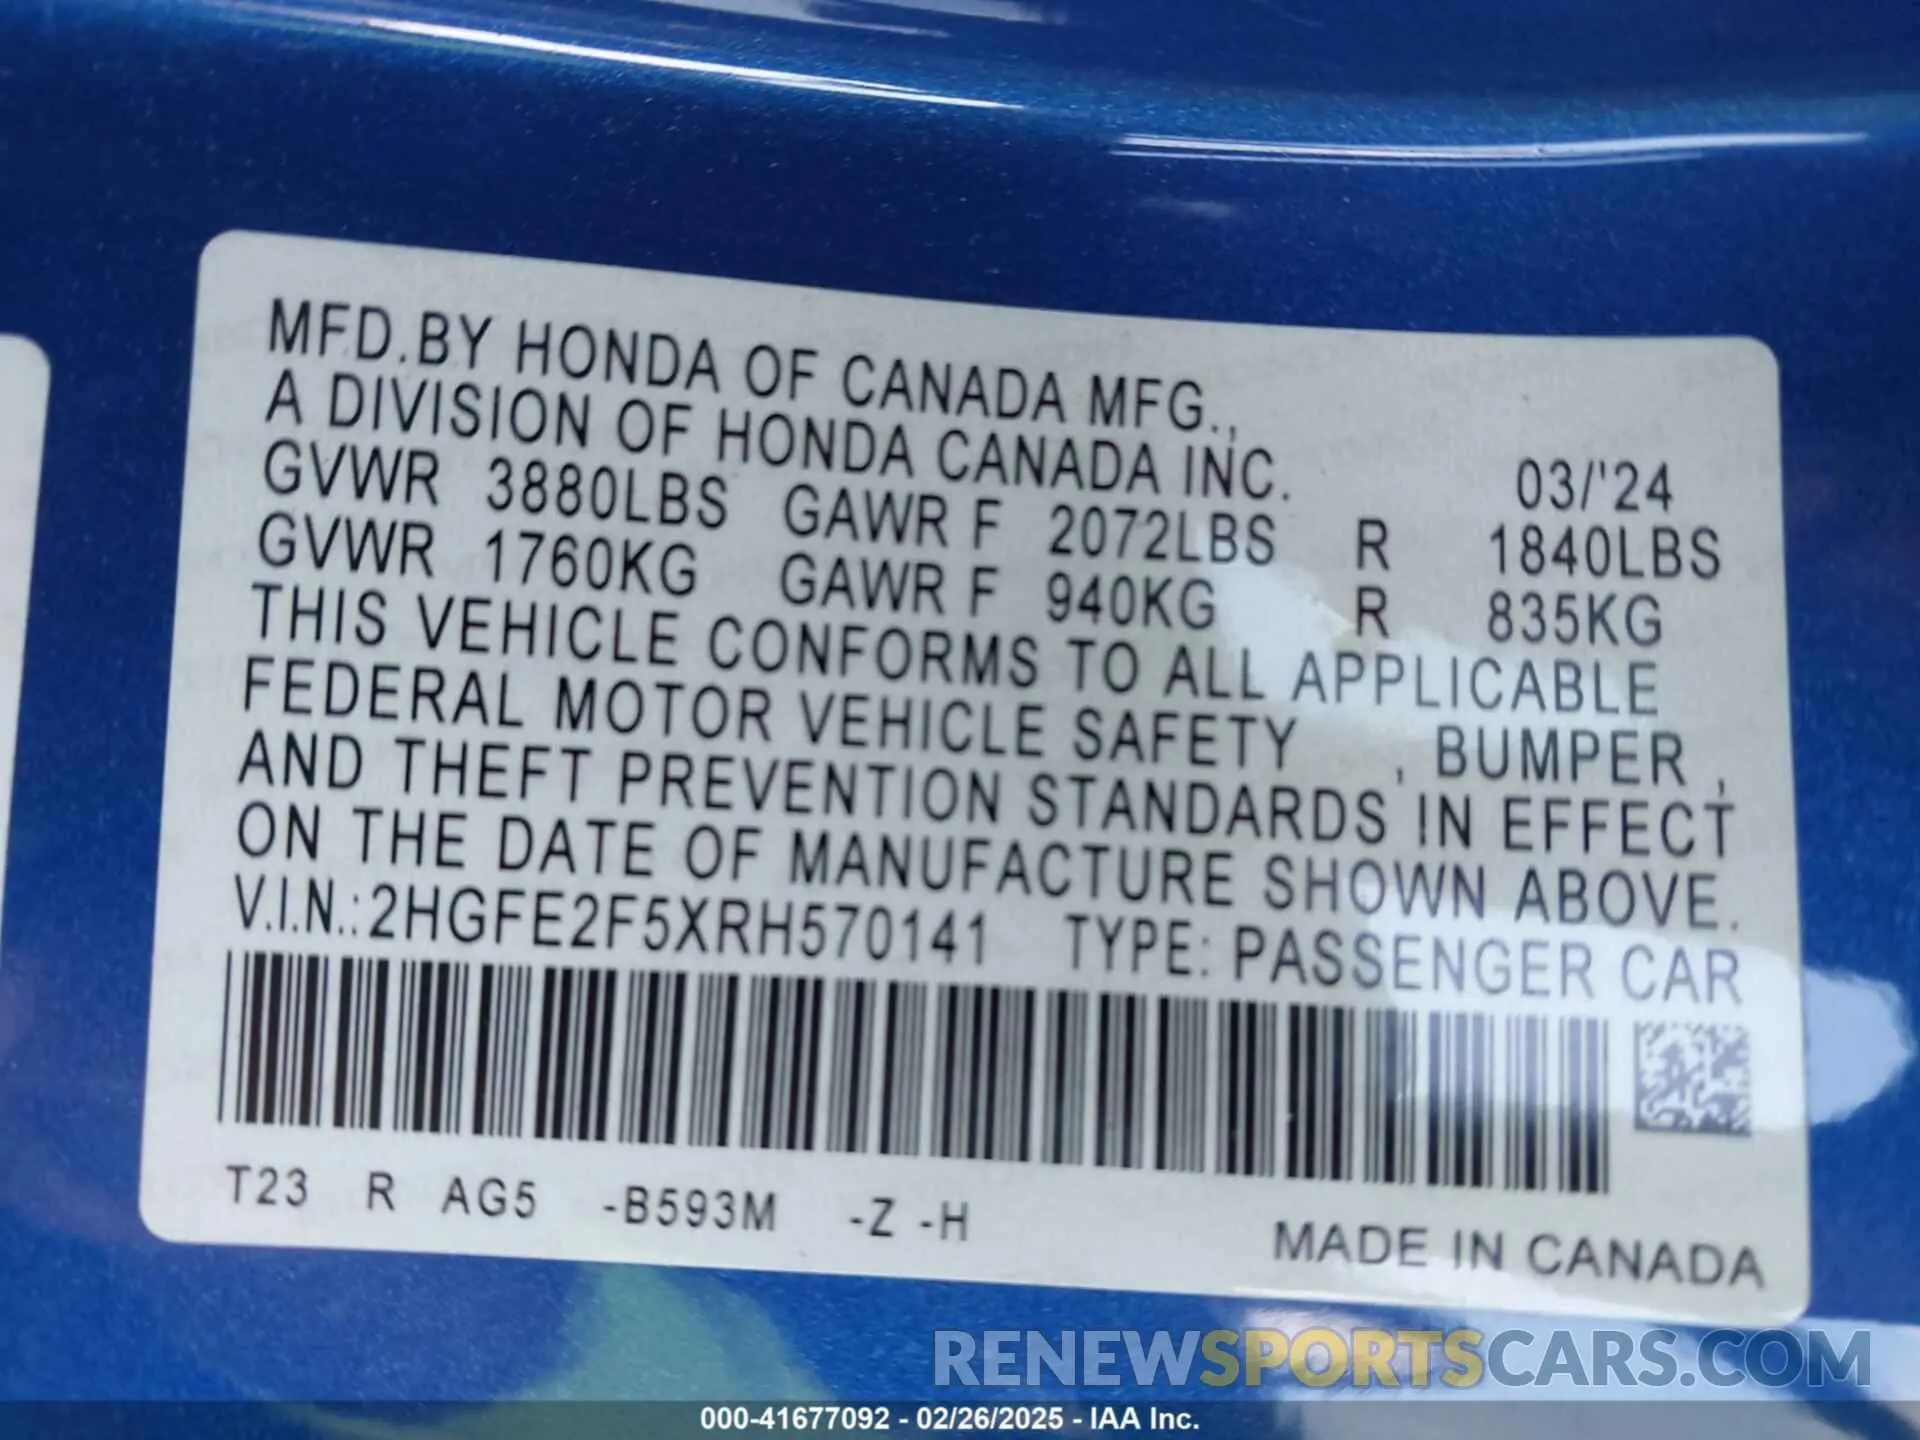 MFD.BY HONDA OF CANADA MFG.,
A DIVISION OF HONDA CANADA INC. 03/'24
GVWR 3880LBS GAWR F 2072LBS R 1840LBS
GVWR 1760KG GAWR F 940KG R 835KG
THIS VEHICLE CONFORMS TO ALL APPLICABLE
FEDERAL MOTOR VEHICLE SAFETY , BUMPER ,
AND THEFT PREVENTION STANDARDS IN EFFECT
ON THE DATE OF MANUFACTURE SHOWN ABOVE.
V.I.N.:2HGFE2F5XRH570141 TYPE: PASSENGER CAR
T23 R AG5 -B593M -Z -H
MADE IN CANADA
RENEWSPORTSCARS.COM
000-41677092 - 02/26/2025 - IAA Inc.